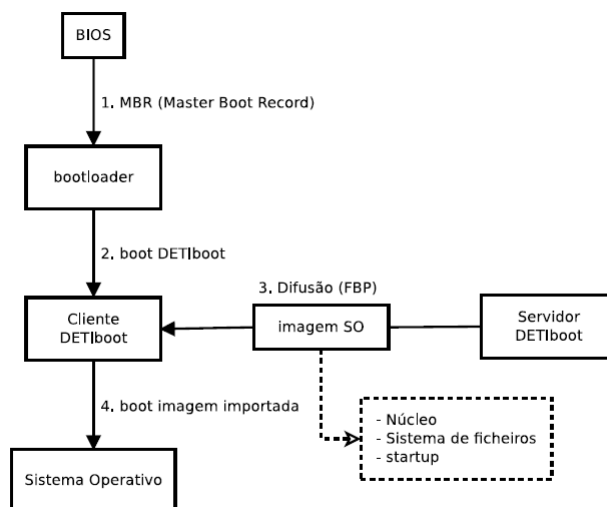 BIOS
1. MBR (Master Boot Record)
bootloader
2. boot DETIboot
3. Difusão (FBP)
Cliente
DETIboot
imagem SO
Servidor
DETIboot
4. boot imagem importada
- Núcleo
- Sistema de ficheiros
- startup
Sistema Operativo